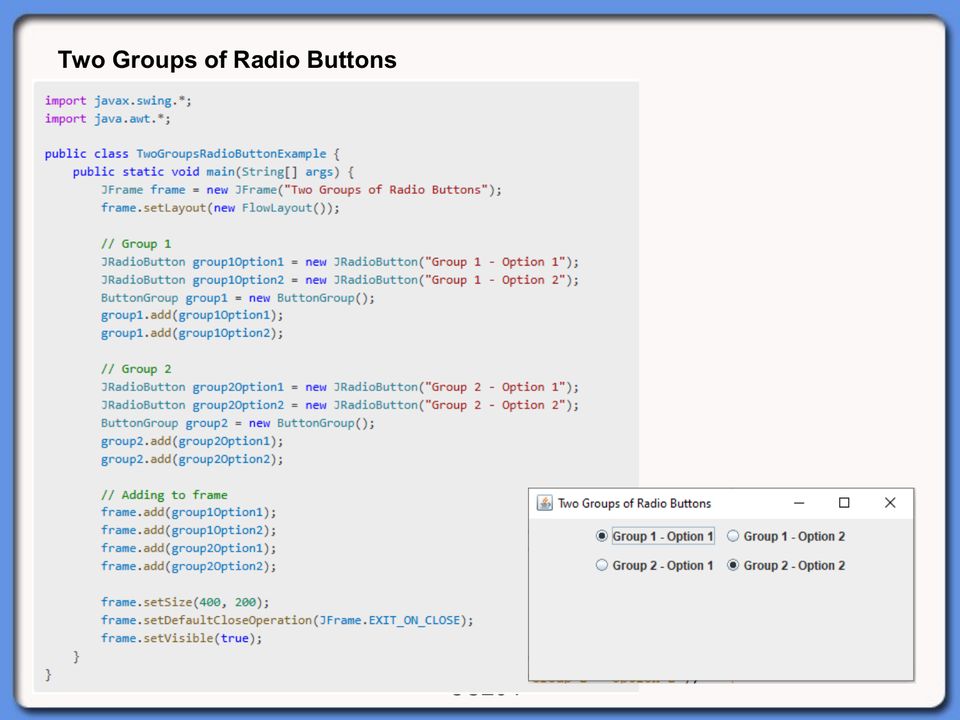 Two Groups of Radio Buttons
import javax.swing.*;
import java.awt.*;
public class TwoGroupsRadioButtonExample {
public static void main(String[] args) {
JFrame frame = new JFrame("Two Groups of Radio Buttons");
frame.setLayout(new FlowLayout());
// Group 1
JRadioButton group1Option1 = new JRadioButton("Group 1 - Option 1");
JRadioButton group1Option2 = new JRadioButton("Group 1 - Option 2");
ButtonGroup group1 = new ButtonGroup();
group1.add(group1Option1);
group1.add(group1Option2);
// Group 2
JRadioButton group2Option1 = new JRadioButton("Group 2 - Option 1");
JRadioButton group2Option2 = new JRadioButton("Group 2 - Option 2");
ButtonGroup group2 = new ButtonGroup();
group2.add(group2Option1);
group2.add(group2Option2);
// Adding to frame
frame.add(group1Option1);
frame.add(group1Option2);
frame.add(group2Option1);
frame.add(group2Option2);
frame.setSize(400, 200);
frame.setDefaultCloseOperation(JFrame.EXIT_ON_CLOSE);
frame.setVisible(true);
}
}
Two Groups of Radio Buttons
Group 1 - Option 1 Group 1 - Option 2
Group 2 - Option 1 Group 2 - Option 2